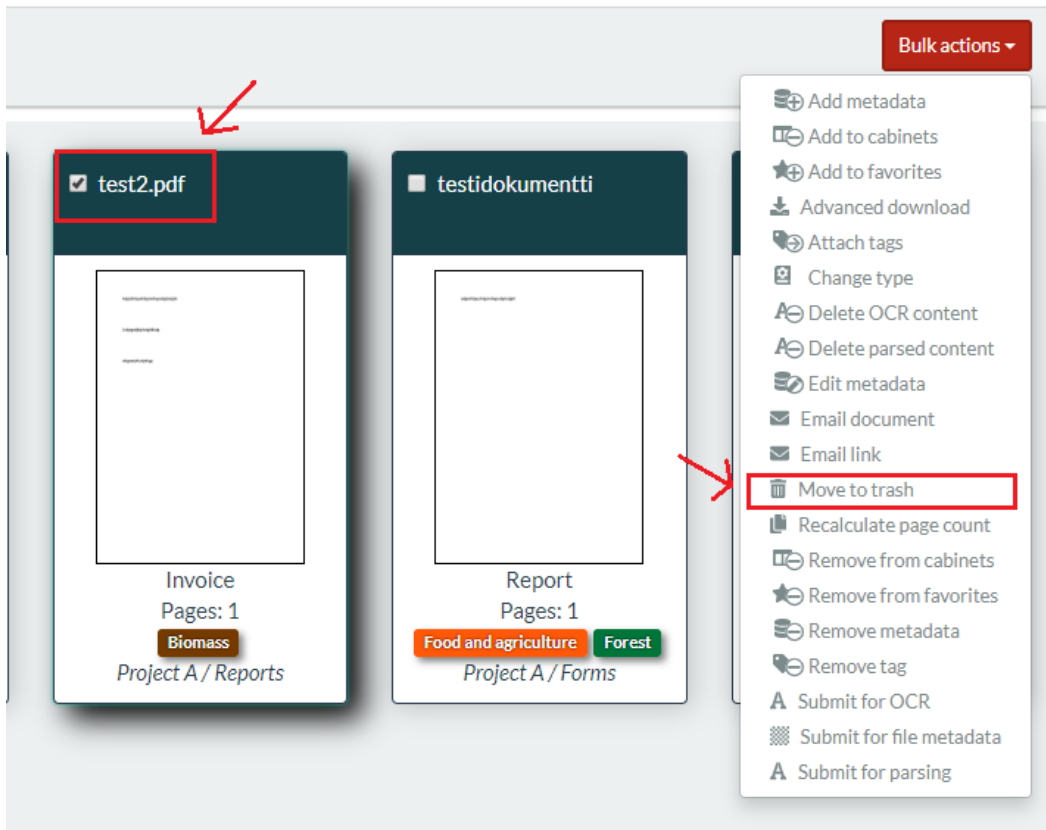 Bulk actions
test2.pdf
Invoice
Pages: 1
Biomass
Project A / Reports
testidokumentti
Report
Pages: 1
Food and agriculture Forest
Project A / Forms
Add metadata
Add to cabinets
Add to favorites
Advanced download
Attach tags
Change type
Delete OCR content
Delete parsed content
Edit metadata
Email document
Email link
Move to trash
Recalculate page count
Remove from cabinets
Remove from favorites
Remove metadata
Remove tag
Submit for OCR
Submit for file metadata
Submit for parsing